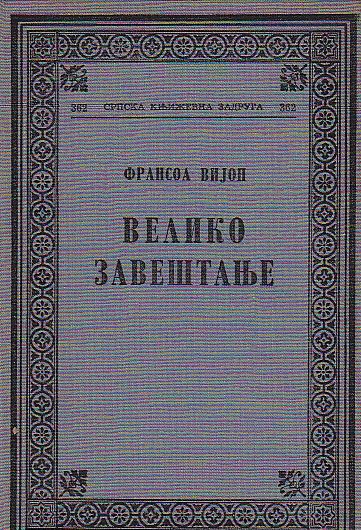 362 СРПСКА КЊИЖЕВНА ЗАДРУГА 362
ФРАНСОА ВИЈОН
ВЕЛИКО
ЗАВЕШТАЊЕ